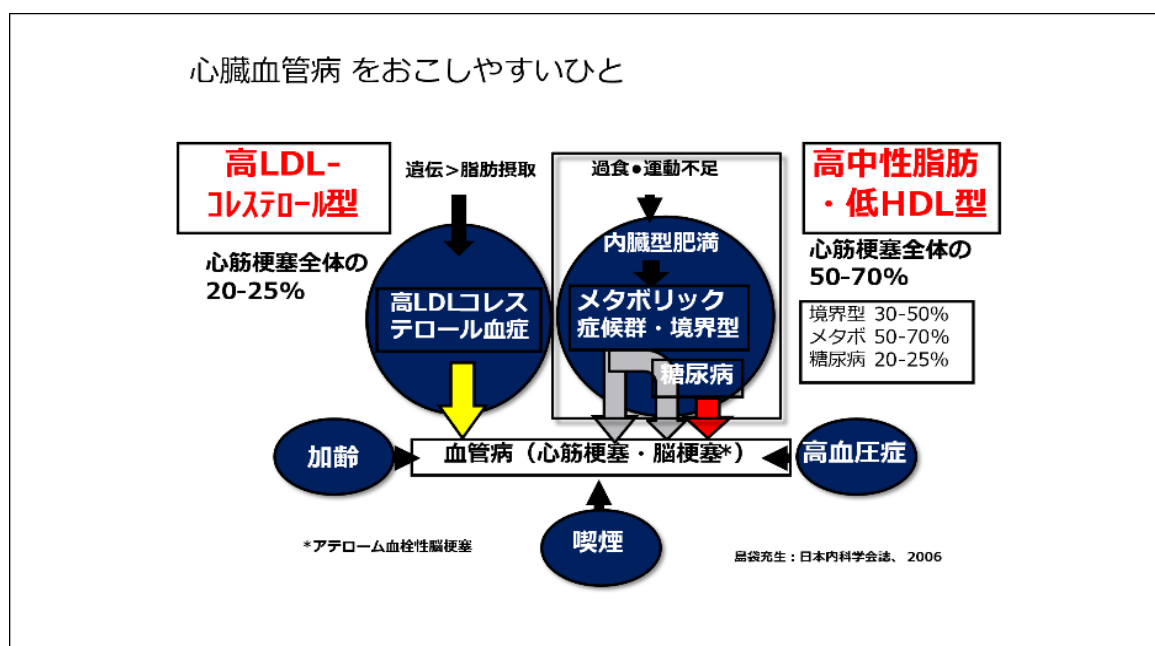 心臓血管病 をおこしやすいひと
高LDL-
ｺﾚｽﾃﾛｰﾙ型
心筋梗塞全体の
20-25%
遺伝＞脂肪摂取
高LDLコレス
テロール血症
過食●運動不足
内臓型肥満
メタボリック
症候群・境界型
糖尿病
高中性脂肪
・低HDL型
心筋梗塞全体の
50-70%
境界型 30-50%
メタボ 50-70%
糖尿病 20-25%
加齢
血管病（心筋梗塞・脳梗塞*）
高血圧症
喫煙
*アテローム血栓性脳梗塞
島袋充生：日本内科学会誌、2006